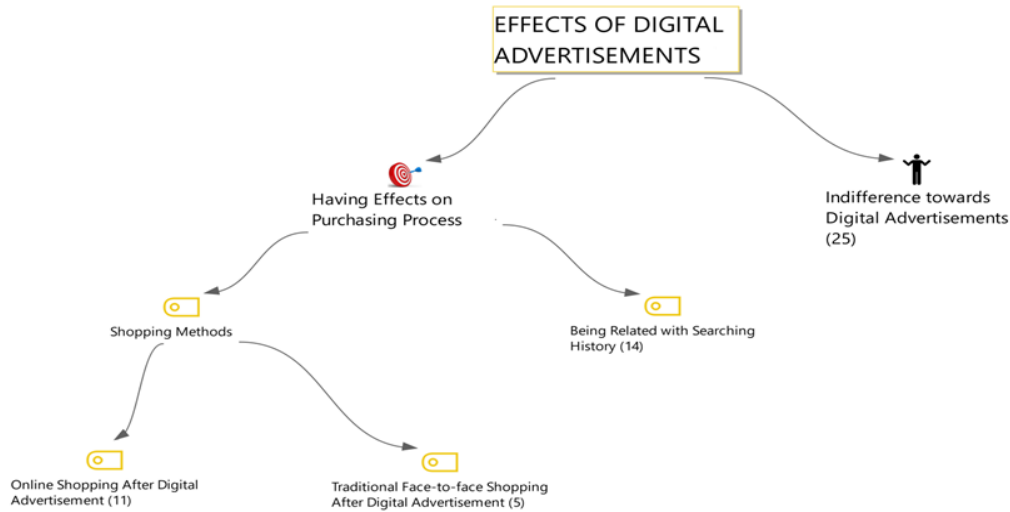 EFFECTS OF DIGITAL
ADVERTISEMENTS
Having Effects on
Purchasing Process
Indifference towards
Digital Advertisements
(25)
Shopping Methods
Being Related with Searching
History (14)
Online Shopping After Digital
Advertisement (11)
Traditional Face-to-face Shopping
After Digital Advertisement (5)